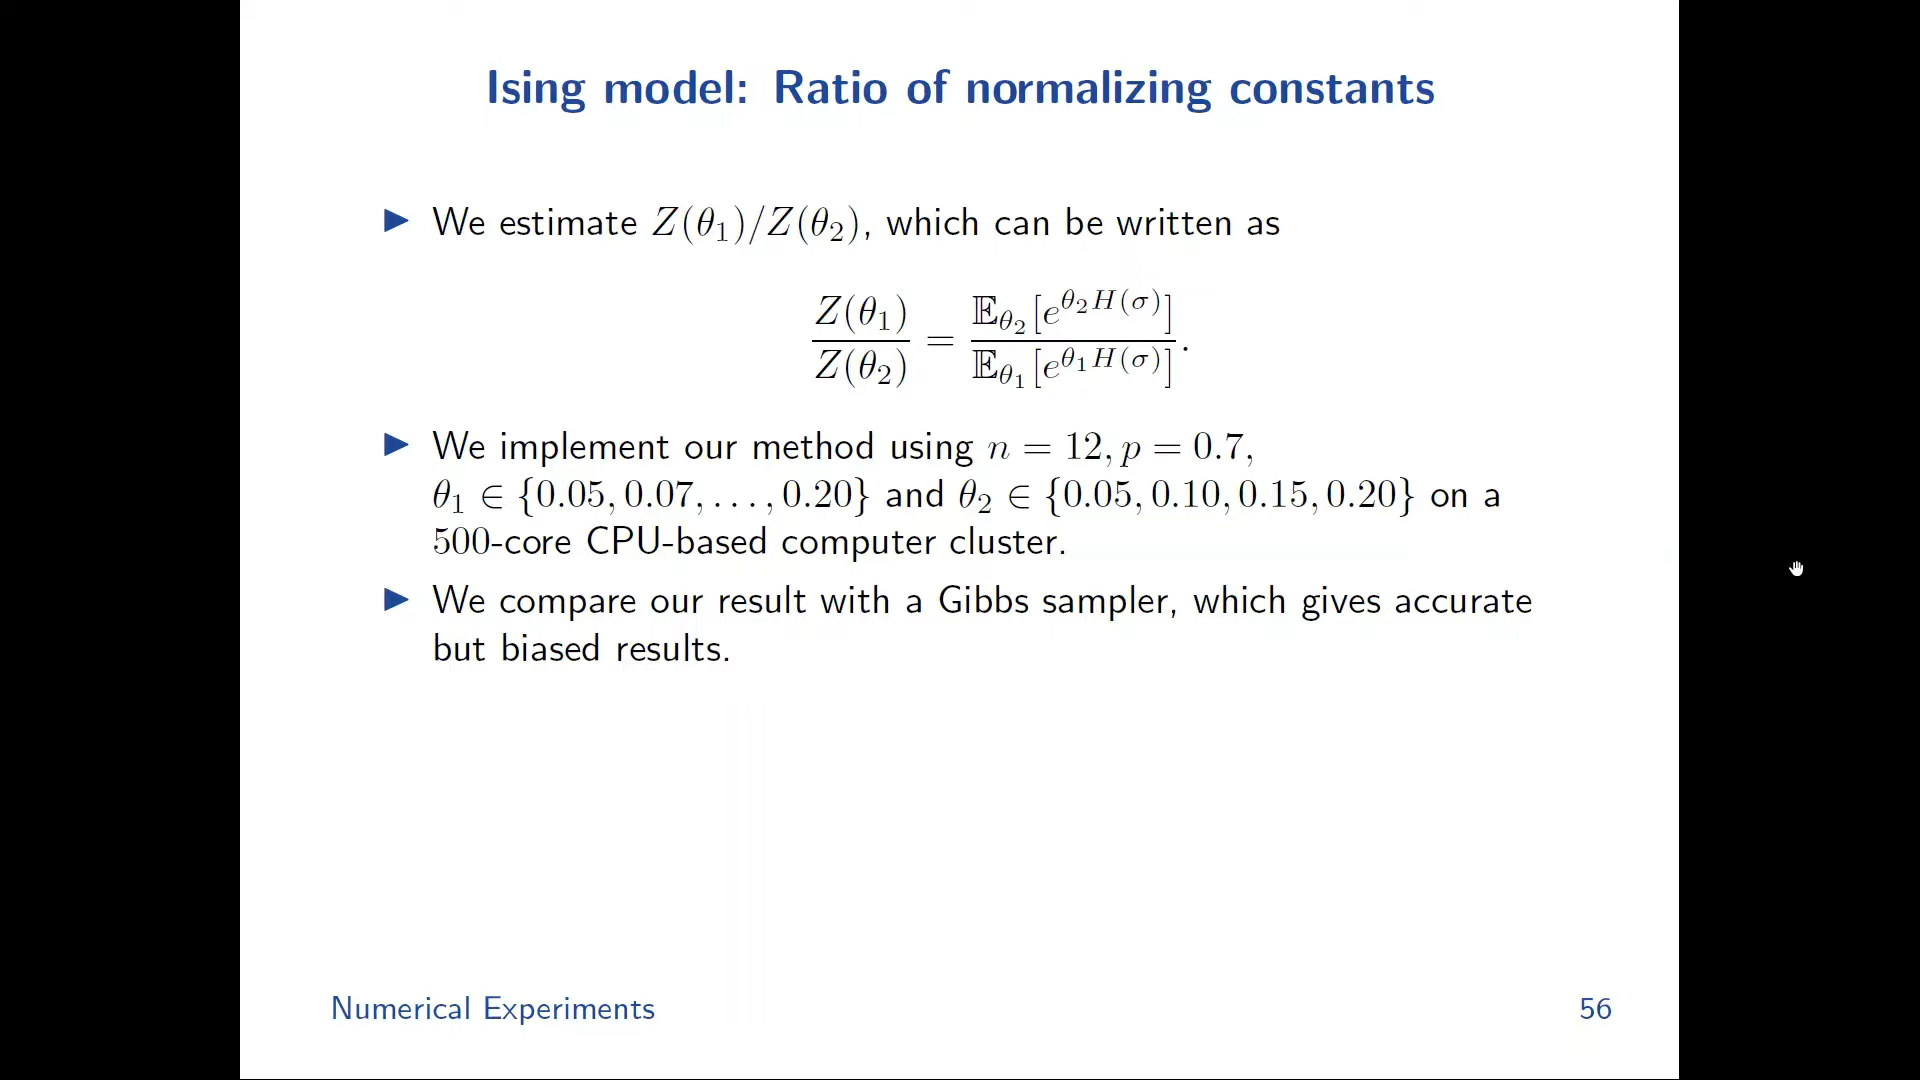 Ising model: Ratio of normalizing constants
▶ We estimate Z(θ₁)/Z(θ₂), which can be written as
Z(θ₁)/Z(θ₂) = 𝔼_θ₂[e^{θ₂H(σ)}]/𝔼_θ₁[e^{θ₁H(σ)}].
▶ We implement our method using n = 12, p = 0.7,
θ₁ ∈ {0.05, 0.07, . . . , 0.20} and θ₂ ∈ {0.05, 0.10, 0.15, 0.20} on a
500-core CPU-based computer cluster.
▶ We compare our result with a Gibbs sampler, which gives accurate
but biased results.
Numerical Experiments
56